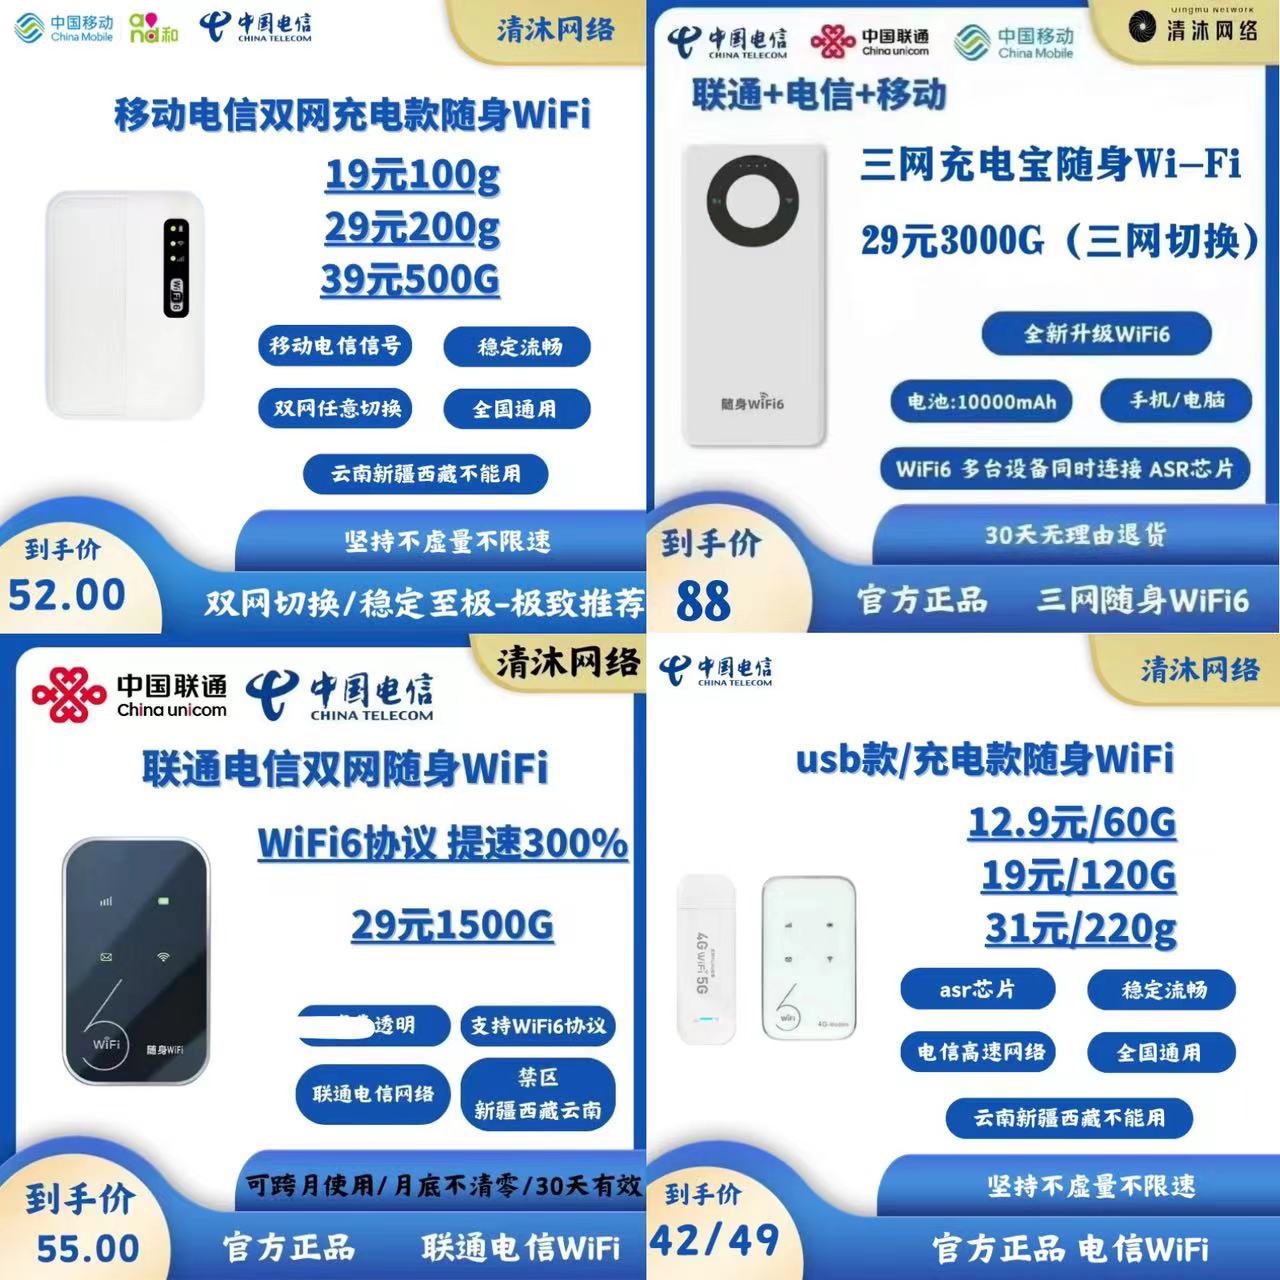 中国移动
China Mobile
and和
中国电信
CHINA TELECOM
清沐网络
移动电信双网充电款随身WiFi
19元100g
29元200g
39元500G
WiFi6
移动电信信号
稳定流畅
双网任意切换
全国通用
云南新疆西藏不能用
到手价
52.00
坚持不虚量不限速
双网切换/稳定至极-极致推荐
中国电信
CHINA TELECOM
中国联通
China unicom
中国移动
China Mobile
Qingmu Network
清沐网络
联通+电信+移动
三网充电宝随身Wi-Fi
29元3000G（三网切换）
随身WiFi6
全新升级WiFi6
电池:10000mAh
手机/电脑
WiFi6 多台设备同时连接 ASR芯片
到手价
88
30天无理由退货
官方正品 三网随身WiFi6
中国联通
China unicom
中国电信
CHINA TELECOM
清沐网络
联通电信双网随身WiFi
WiFi6协议 提速300%
29元1500G
6
WiFi
随身WiFi
透明
支持WiFi6协议
联通电信网络
禁区
新疆西藏云南
到手价
55.00
可跨月使用/月底不清零/30天有效
官方正品 联通电信WiFi
中国电信
CHINA TELECOM
清沐网络
usb款/充电款随身WiFi
12.9元/60G
19元/120G
31元/220g
4G WiFi 5G
6
WiFi
4G-Modem
asr芯片
稳定流畅
电信高速网络
全国通用
云南新疆西藏不能用
到手价
42/49
坚持不虚量不限速
官方正品 电信WiFi